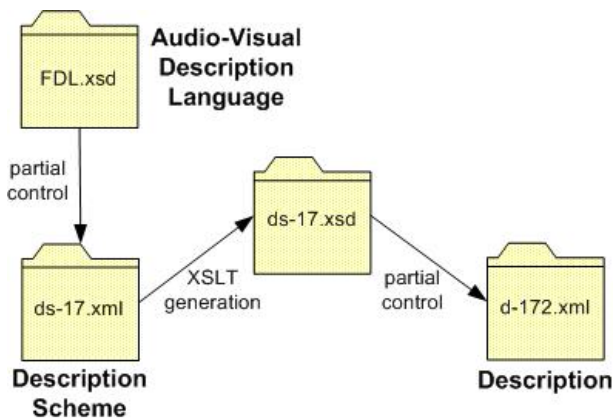 FDL.xsd
Audio-Visual
Description
Language
partial
control
ds-17.xsd
ds-17.xml
XSLT
generation
partial
control
d-172.xml
Description
Scheme
Description